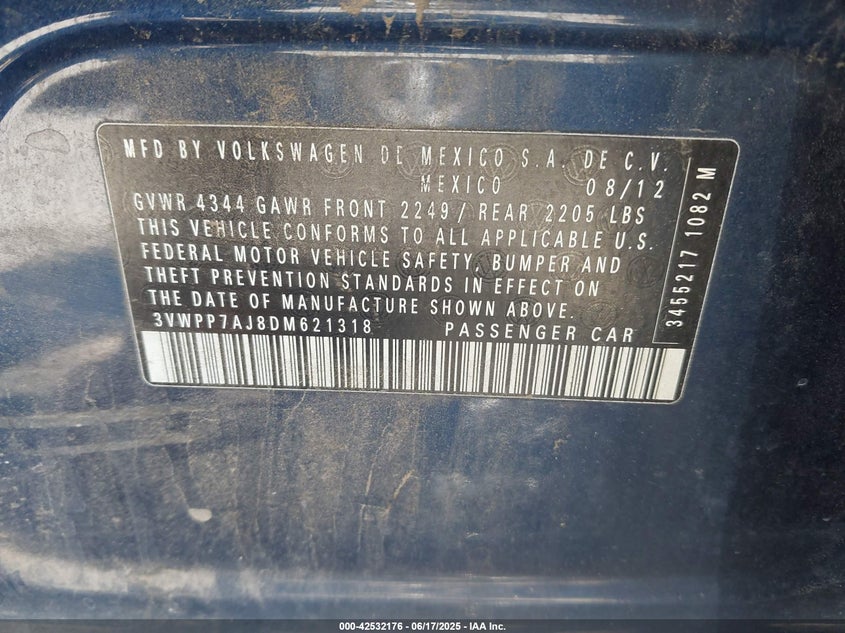 MFD BY VOLKSWAGEN DE MEXICO S.A. DE C.V.
MEXICO 08/12
GVWR 4344 GAWR FRONT 2249/ REAR 2205 LBS
THIS VEHICLE CONFORMS TO ALL APPLICABLE U.S.
FEDERAL MOTOR VEHICLE SAFETY, BUMPER AND
THEFT PREVENTION STANDARDS IN EFFECT ON
THE DATE OF MANUFACTURE SHOWN ABOVE.
3VWPP7AJ8DM621318 PASSENGER CAR
3455217 1082 M
000-42532176 - 06/17/2025 - IAA Inc.